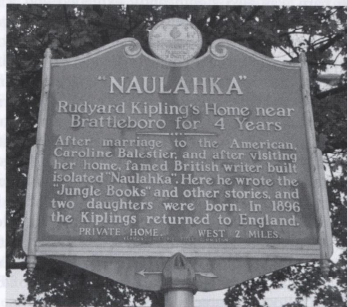 "NAULAHKA"
Rudyard Kipling's Home near
Brattleboro for 4 Years
After marriage to the American,
Caroline Balestier, and after visiting
her home, famed British writer built
isolated "Naulahka". Here he wrote the
"Jungle Books" and other stories, and
two daughters were born. In 1896
the Kiplings returned to England.
PRIVATE HOME. WEST 2 MILES